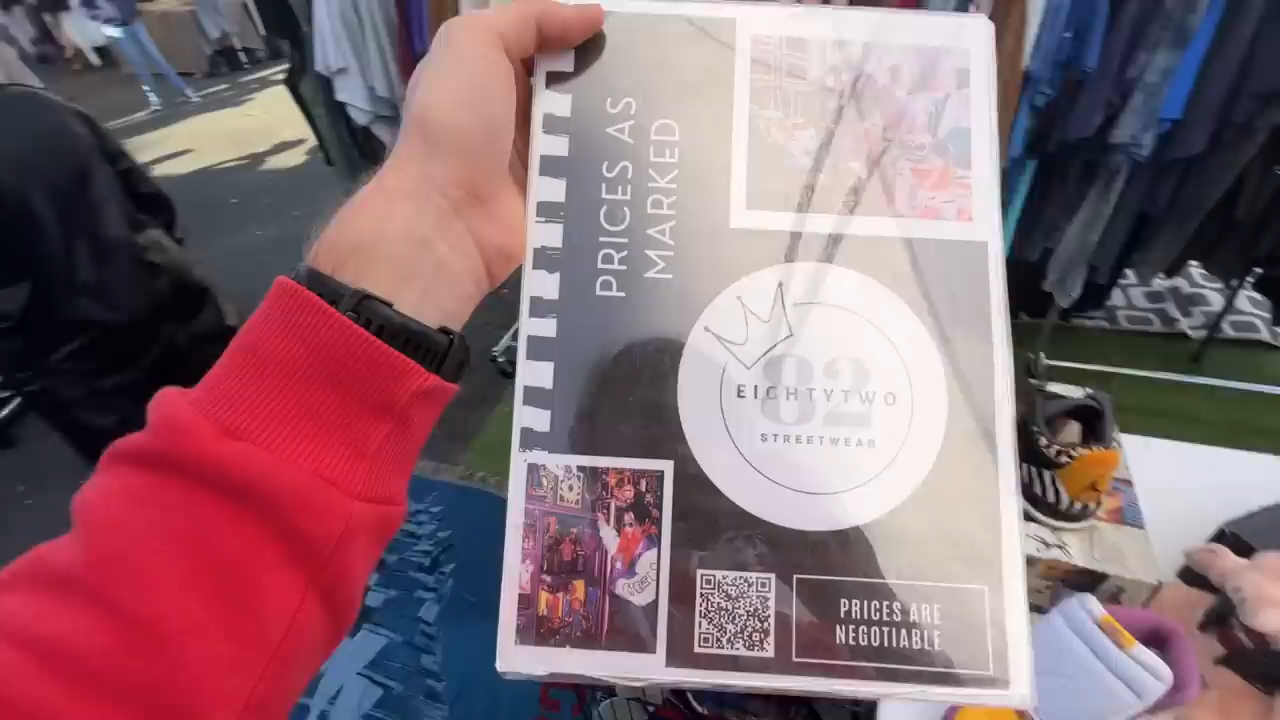 PRICES AS
MARKED
82
EIGHTYTWO
STREETWEAR
PRICES ARE
NEGOTIABLE